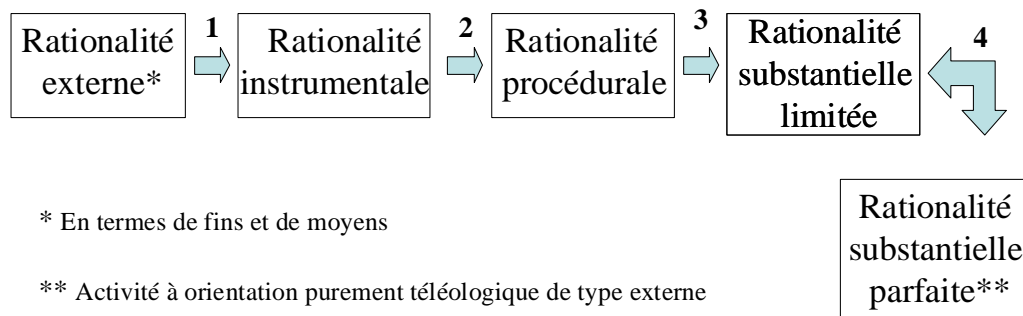 1
2
3
4
Rationalité
externe*
Rationalité
instrumentale
Rationalité
procédurale
Rationalité
substantielle
limitée
Rationalité
substantielle
parfaite**
* En termes de fins et de moyens
** Activité à orientation purement téléologique de type externe